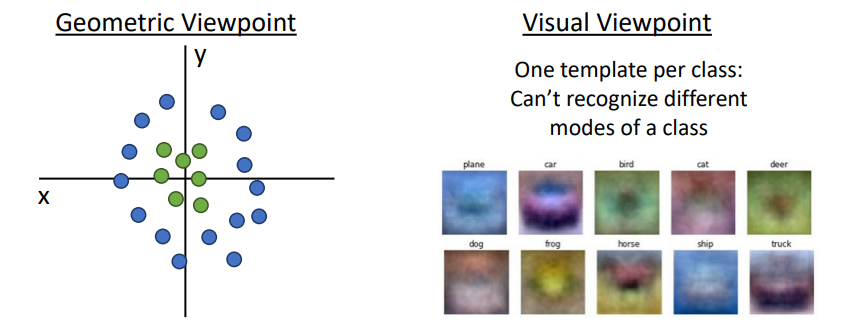 Geometric Viewpoint
y
x
Visual Viewpoint
One template per class:
Can’t recognize different
modes of a class
plane car bird cat deer
dog frog horse ship truck